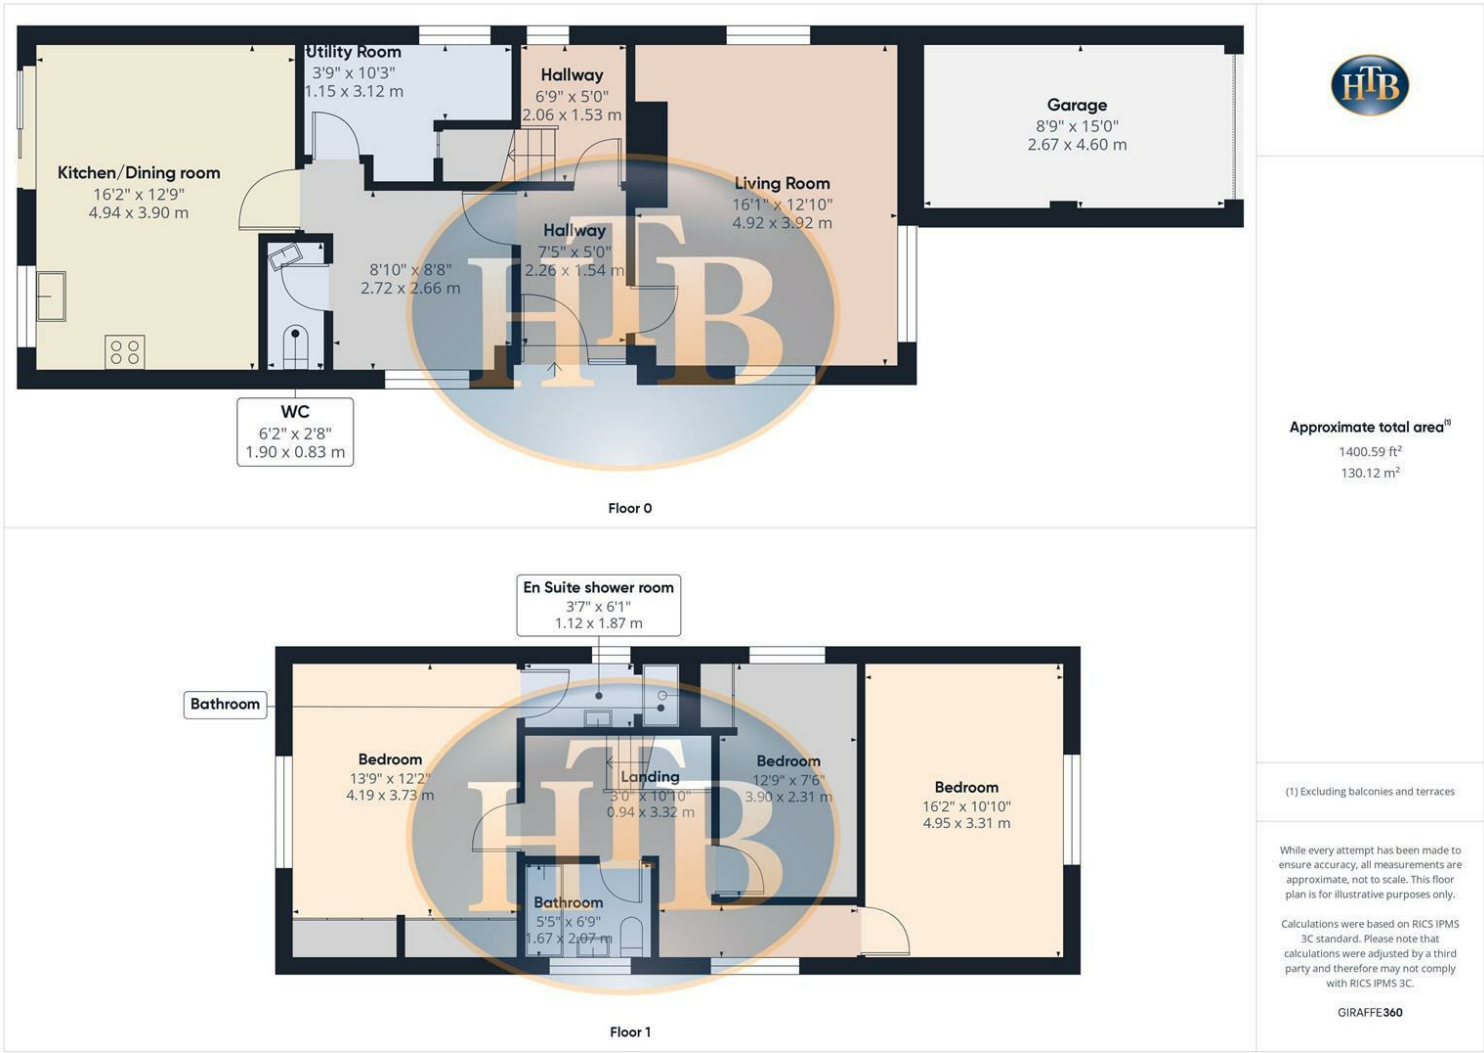 Utility Room
3'9" x 10'3"
1.15 x 3.12 m
Hallway
6'9" x 5'0"
2.06 x 1.53 m
Kitchen/Dining room
16'2" x 12'9"
4.94 x 3.90 m
Living Room
16'1" x 12'10"
4.92 x 3.92 m
Garage
8'9" x 15'0"
2.67 x 4.60 m
Hallway
7'5" x 5'0"
2.26 x 1.54 m
8'10" x 8'8"
2.72 x 2.66 m
WC
6'2" x 2'8"
1.90 x 0.83 m
HTB
Floor 0
En Suite shower room
3'7" x 6'1"
1.12 x 1.87 m
Bathroom
Bedroom
13'9" x 12'2"
4.19 x 3.73 m
Landing
3'0" x 10'10"
0.94 x 3.32 m
Bedroom
12'9" x 7'6"
3.90 x 2.31 m
Bedroom
16'2" x 10'10"
4.95 x 3.31 m
Bathroom
5'5" x 6'9"
1.67 x 2.07 m
HTB
Floor 1
HTB
Approximate total area(1)
1400.59 ft²
130.12 m²
(1) Excluding balconies and terraces
While every attempt has been made to
ensure accuracy, all measurements are
approximate, not to scale. This floor
plan is for illustrative purposes only.
Calculations were based on RICS IPMS
3C standard. Please note that
calculations were adjusted by a third
party and therefore may not comply
with RICS IPMS 3C.
GIRAFFE360